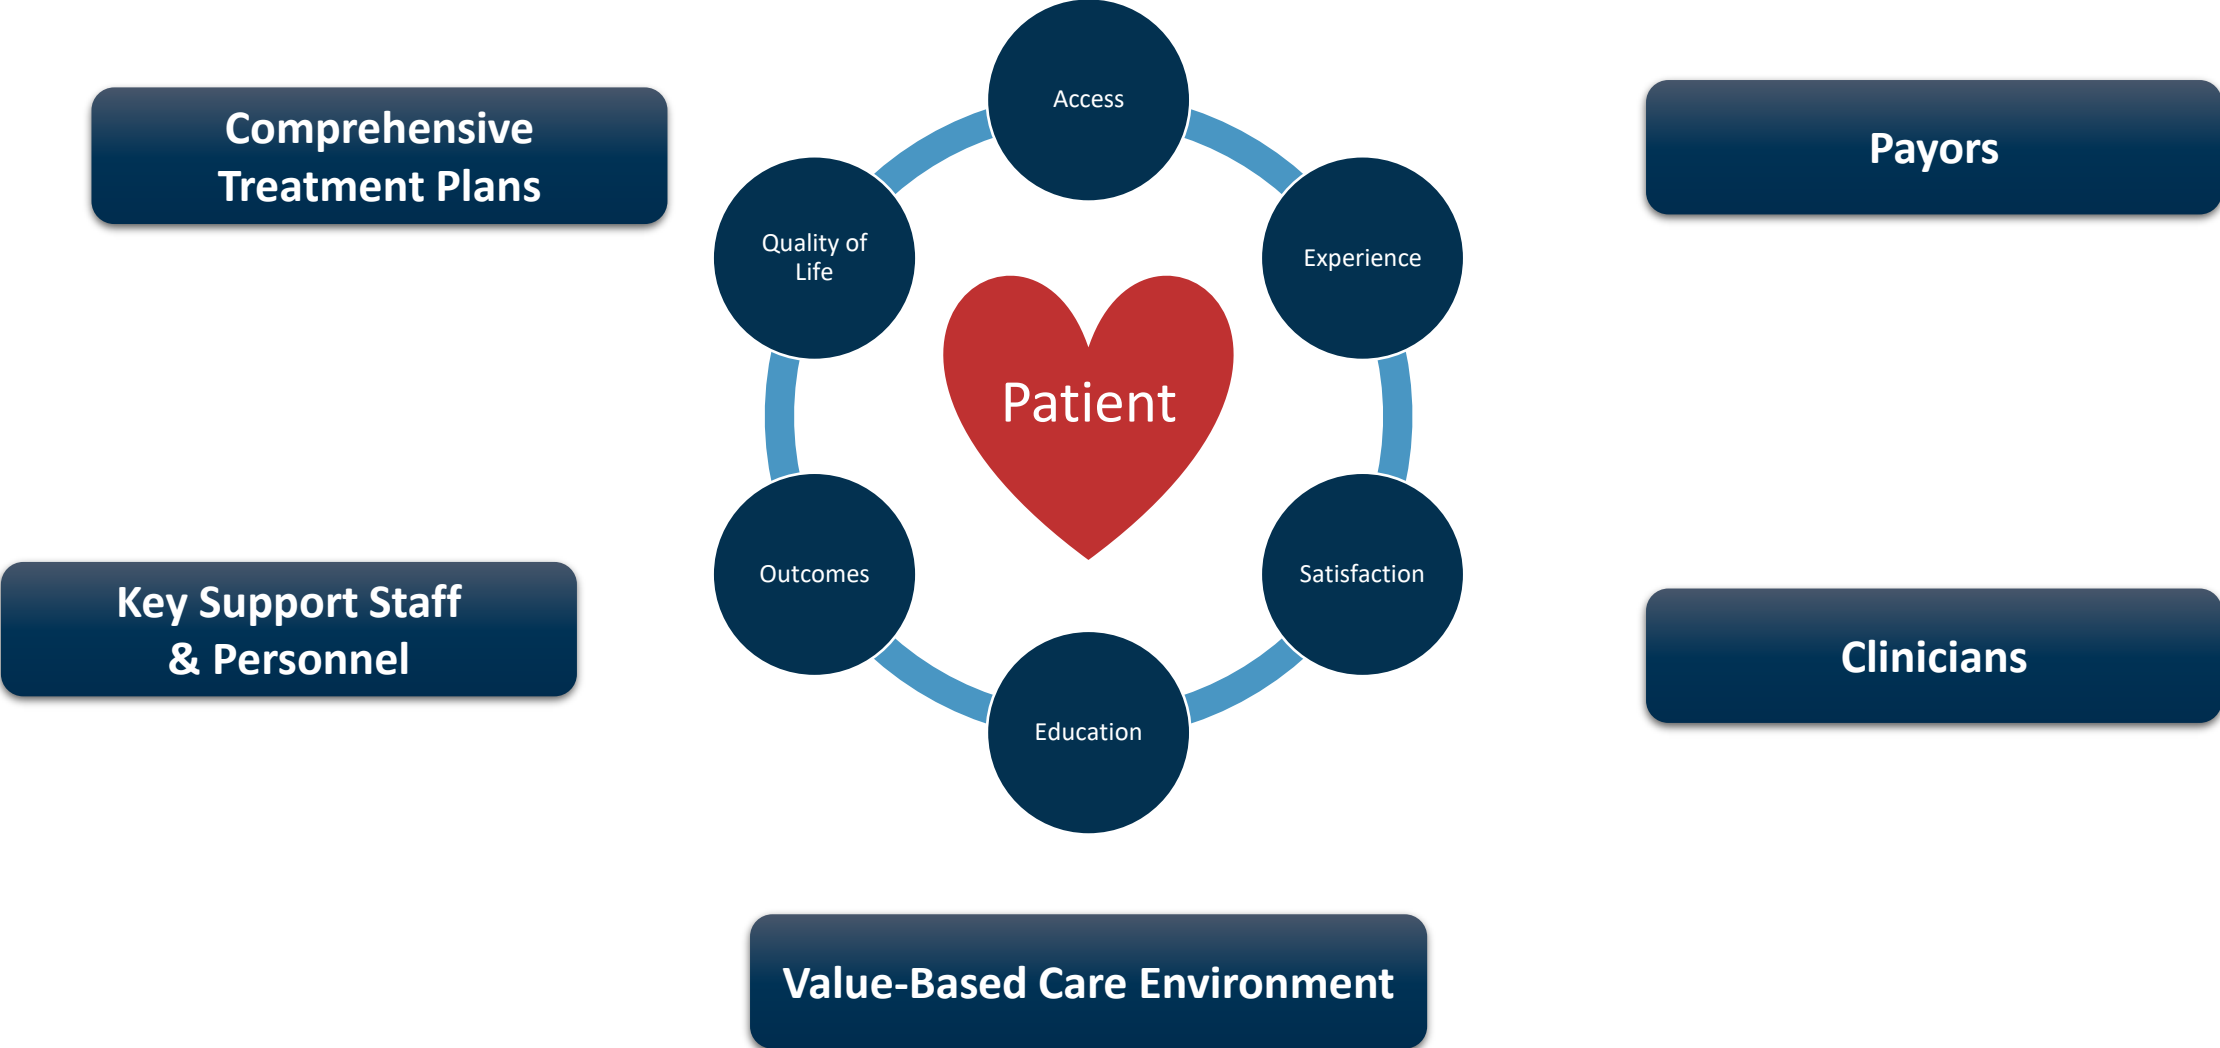 Access
Comprehensive
Treatment Plans
Payors
Quality of
Life
Experience
Patient
Outcomes
Satisfaction
Key Support Staff
& Personnel
Clinicians
Education
Value-Based Care Environment